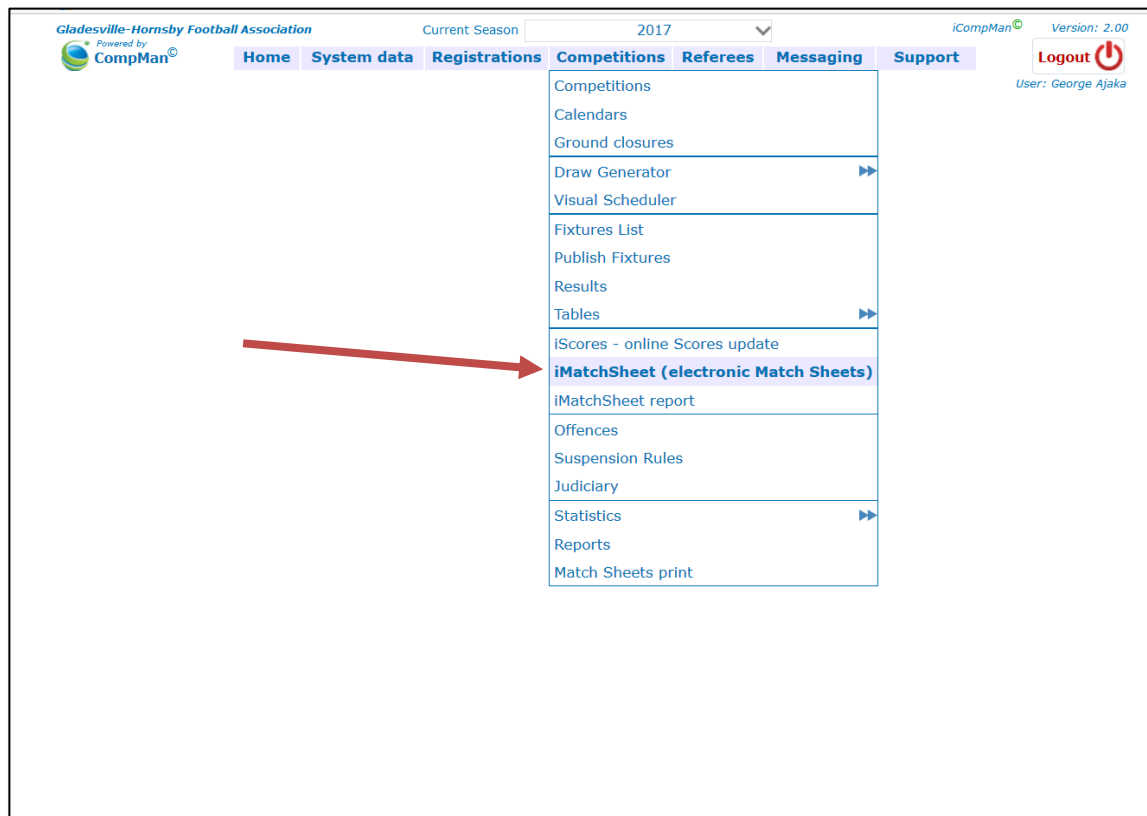 Gladesville-Hornsby Football Association Current Season 2017 iCompMan© Version: 2.00
Powered by
CompMan©
Home System data Registrations Competitions Referees Messaging Support Logout
User: George Ajaka
Competitions
Calendars
Ground closures
Draw Generator
Visual Scheduler
Fixtures List
Publish Fixtures
Results
Tables
iScores - online Scores update
iMatchSheet (electronic Match Sheets)
iMatchSheet report
Offences
Suspension Rules
Judiciary
Statistics
Reports
Match Sheets print